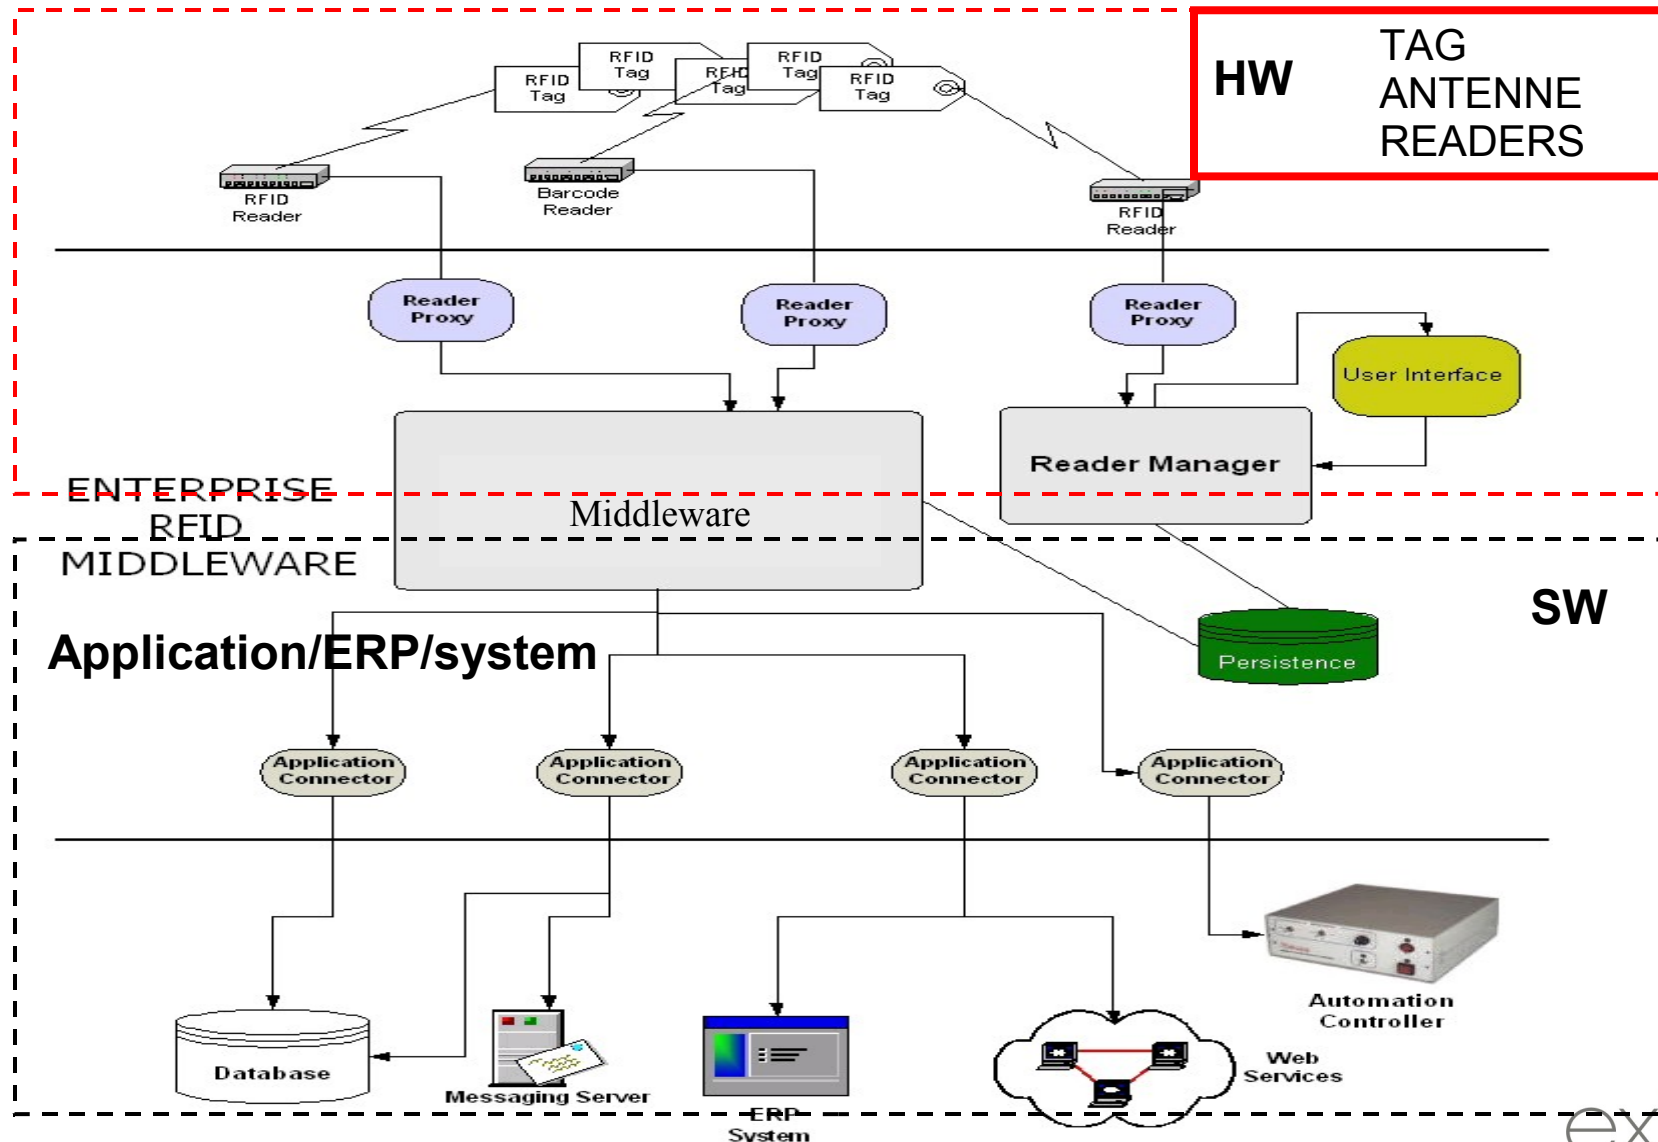 HW
TAG
ANTENNE
READERS
RFID
Tag
RFID
Tag
RFID
Tag
RFID
Tag
RFID
Tag
RFID
Reader
Barcode
Reader
RFID
Reader
Reader
Proxy
Reader
Proxy
Reader
Proxy
User Interface
Reader Manager
ENTERPRISE
RFID
MIDDLEWARE
Middleware
SW
Application/ERP/system
Persistence
Application
Connector
Application
Connector
Application
Connector
Application
Connector
Automation
Controller
Database
Messaging Server
ERP
System
Web
Services
ex